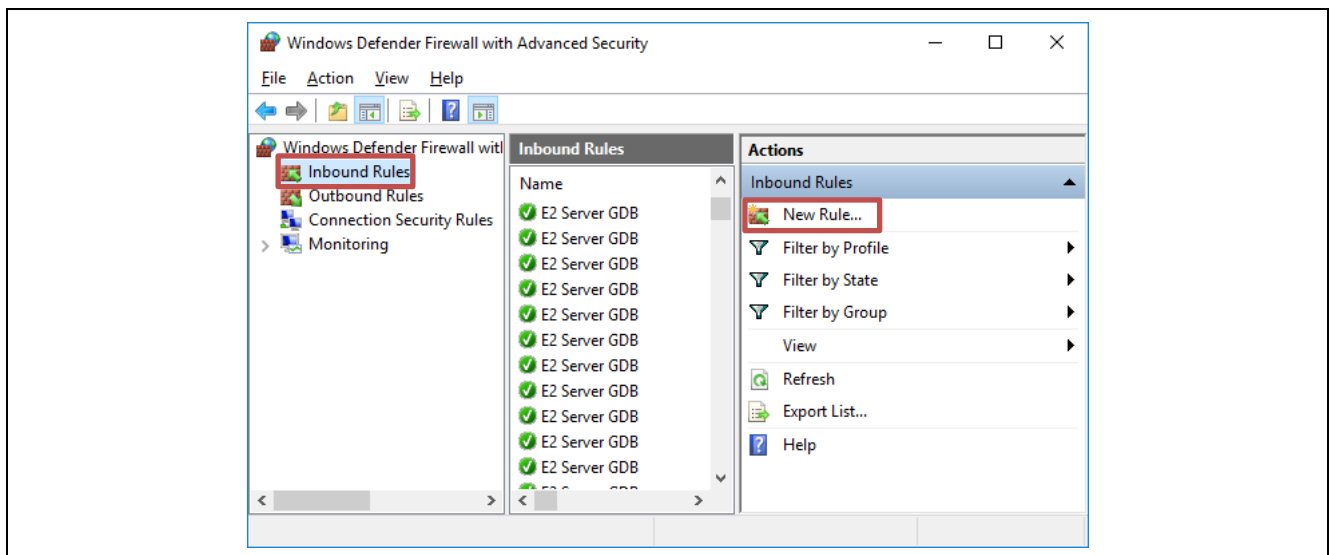 Windows Defender Firewall with Advanced Security
File Action View Help
Windows Defender Firewall witl
Inbound Rules
Outbound Rules
Connection Security Rules
Monitoring
Inbound Rules
Name
E2 Server GDB
E2 Server GDB
E2 Server GDB
E2 Server GDB
E2 Server GDB
E2 Server GDB
E2 Server GDB
E2 Server GDB
E2 Server GDB
E2 Server GDB
E2 Server GDB
Actions
Inbound Rules
New Rule...
Filter by Profile
Filter by State
Filter by Group
View
Refresh
Export List...
Help